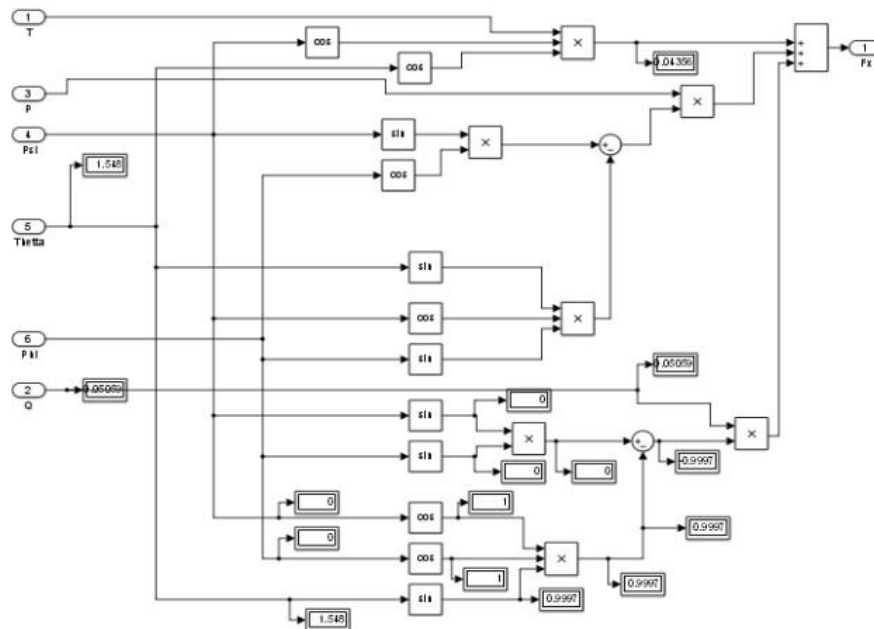 1
T
cos
×
cos
0.04366
+
+
+
1
Fx
3
P
×
4
Psi
sin
×
+-
cos
1.548
5
Thetta
sin
cos
×
sin
6
Phi
2
Q
0.05059
0.05059
sin
0
×
×
+-
sin
0
0
-0.9997
0
cos
1
0.9997
0
cos
×
1
0.9997
sin
0.9997
1.548